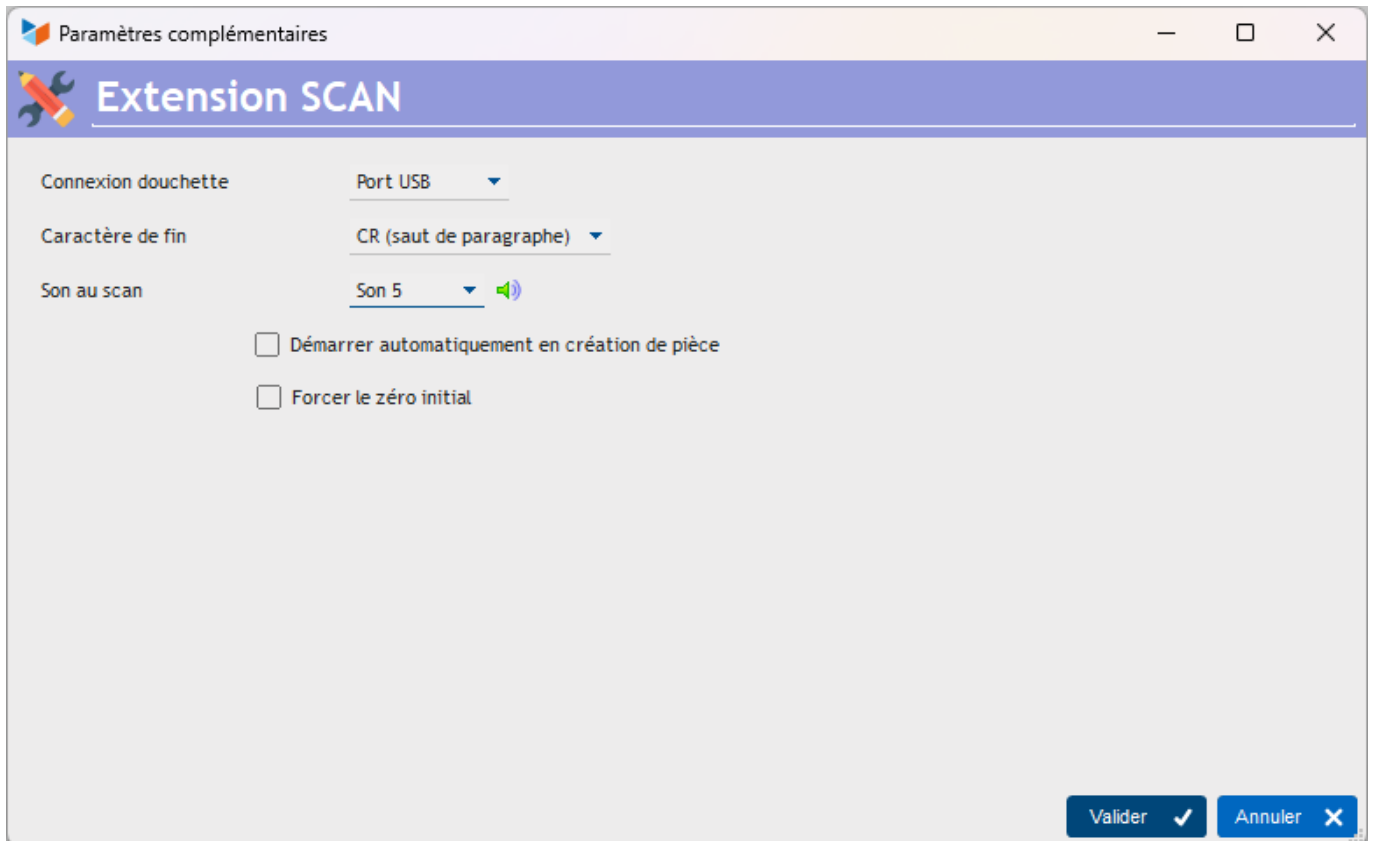 Paramètres complémentaires
Extension SCAN
Connexion douchette Port USB
Caractère de fin CR (saut de paragraphe)
Son au scan Son 5
Démarrer automatiquement en création de pièce
Forcer le zéro initial
Valider Annuler